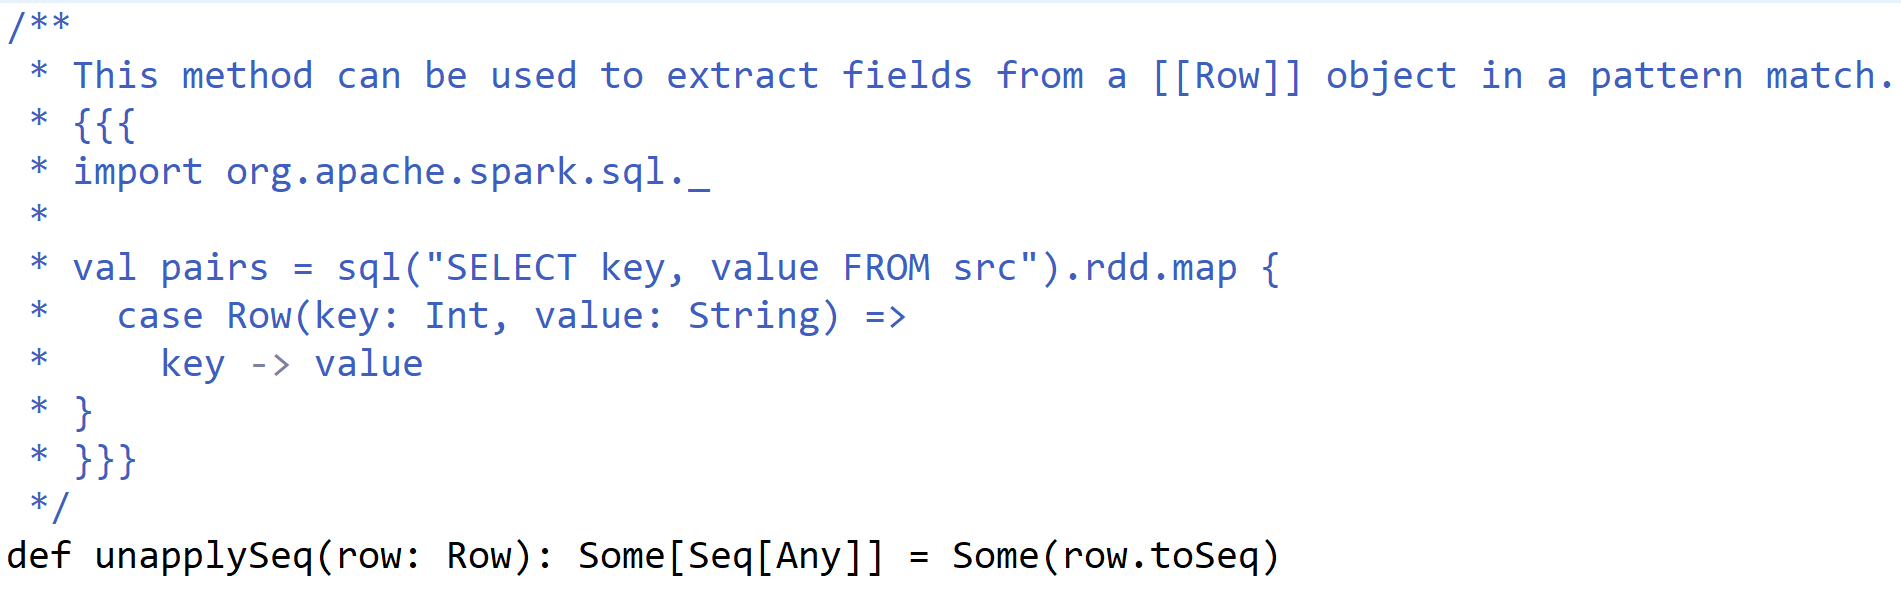 /**
 * This method can be used to extract fields from a [[Row]] object in a pattern match.
 * {{{
 * import org.apache.spark.sql._
 *
 * val pairs = sql("SELECT key, value FROM src").rdd.map {
 *   case Row(key: Int, value: String) =>
 *     key -> value
 * }
 * }}}
 */
def unapplySeq(row: Row): Some[Seq[Any]] = Some(row.toSeq)